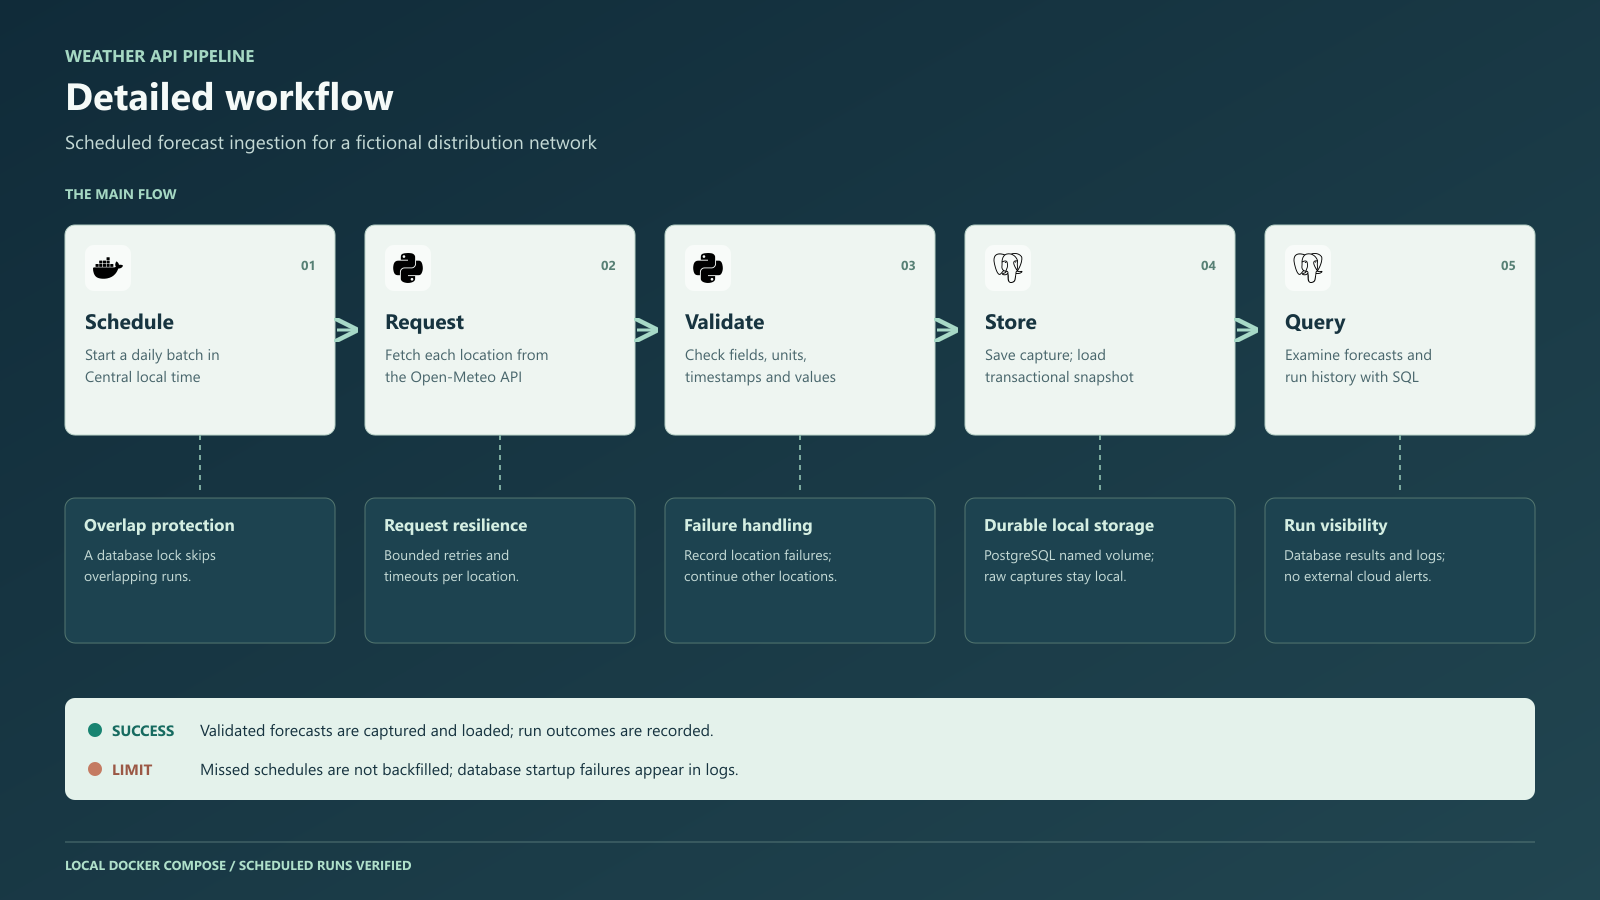 WEATHER API PIPELINE
Detailed workflow
Scheduled forecast ingestion for a fictional distribution network
THE MAIN FLOW
01
Schedule
Start a daily batch in
Central local time
02
Request
Fetch each location from
the Open-Meteo API
03
Validate
Check fields, units,
timestamps and values
04
Store
Save capture; load
transactional snapshot
05
Query
Examine forecasts and
run history with SQL
Overlap protection
A database lock skips
overlapping runs.
Request resilience
Bounded retries and
timeouts per location.
Failure handling
Record location failures;
continue other locations.
Durable local storage
PostgreSQL named volume;
raw captures stay local.
Run visibility
Database results and logs;
no external cloud alerts.
SUCCESS Validated forecasts are captured and loaded; run outcomes are recorded.
LIMIT Missed schedules are not backfilled; database startup failures appear in logs.
LOCAL DOCKER COMPOSE / SCHEDULED RUNS VERIFIED